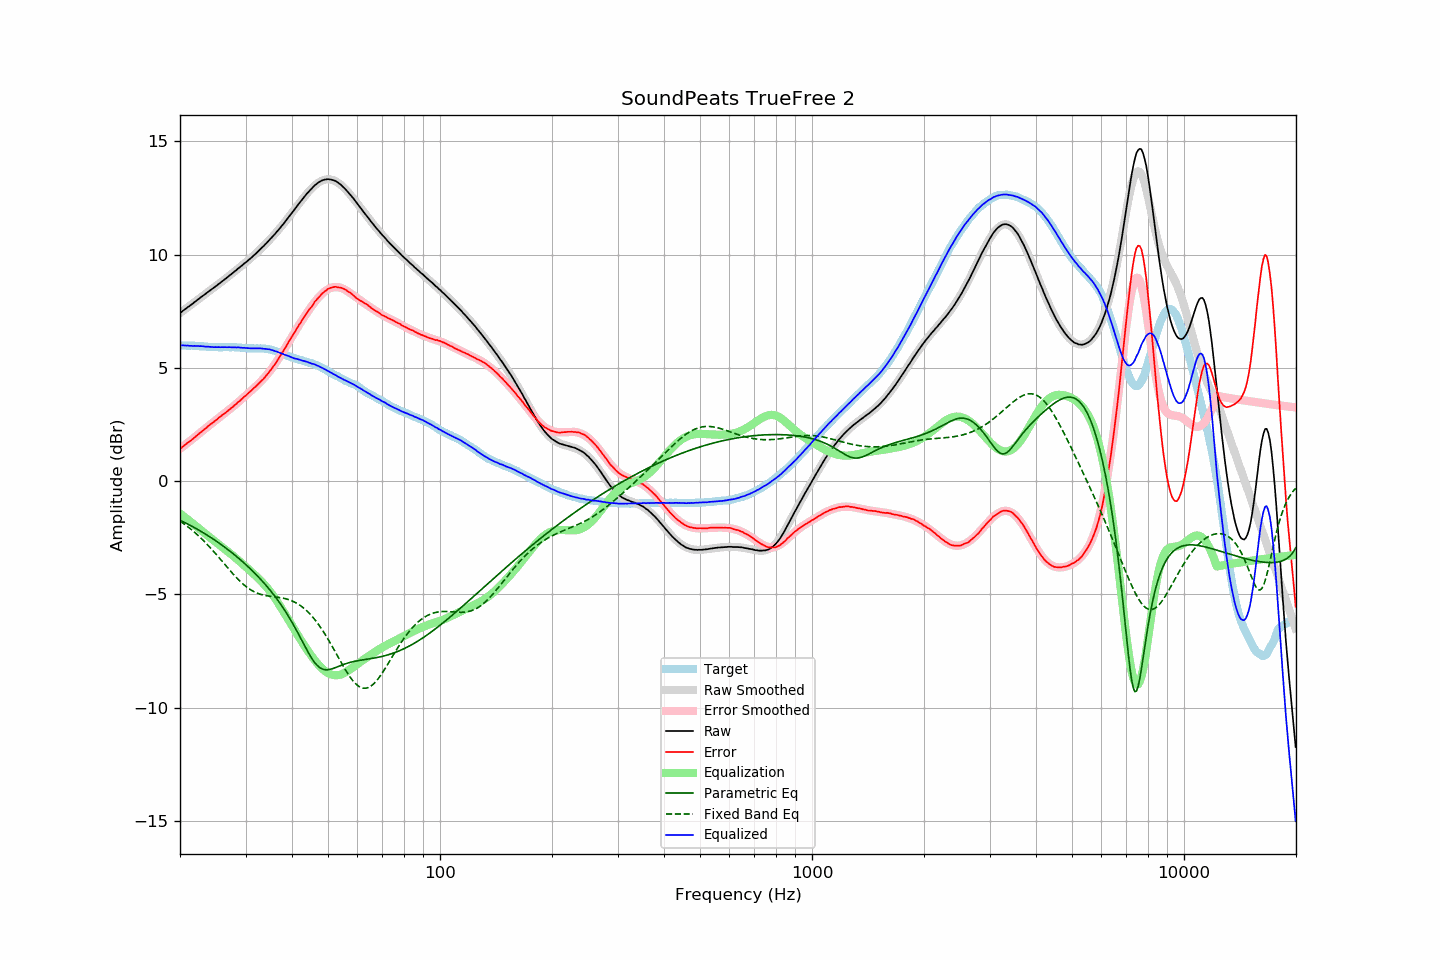 SoundPeats TrueFree 2
15
10
5
0
−5
−10
−15
Amplitude (dBr)
100
1000
10000
Frequency (Hz)
Target
Raw Smoothed
Error Smoothed
Raw
Error
Equalization
Parametric Eq
Fixed Band Eq
Equalized